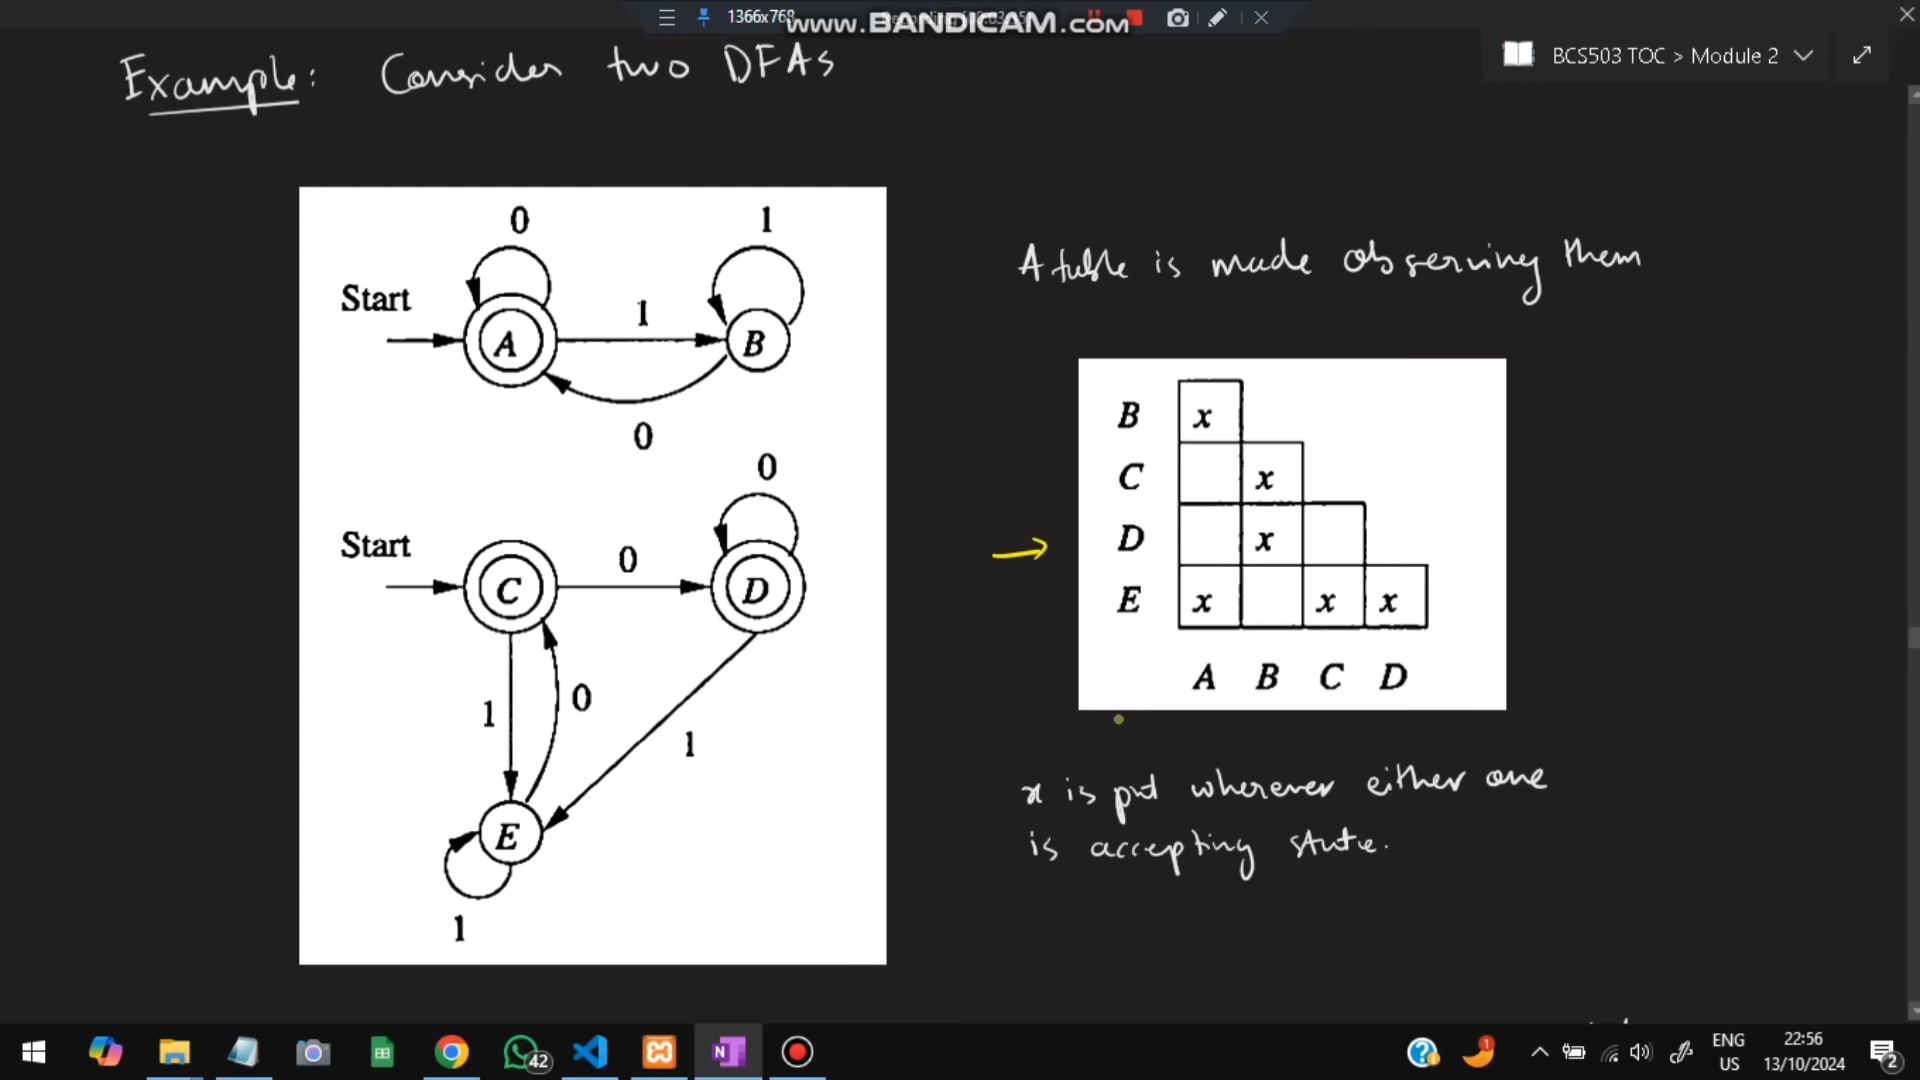 1366x768
www.BANDICAM.com
BCS503 TOC > Module 2
Example: Consider two DFAs
0
1
Start
A
1
B
0
0
Start
C
0
D
1
0
1
E
1
A table is made observing them
B x
C x
D x
E x x x
A B C D
x is put wherever either one
is accepting state.
42
N
1
ENG
US
22:56
13/10/2024
2